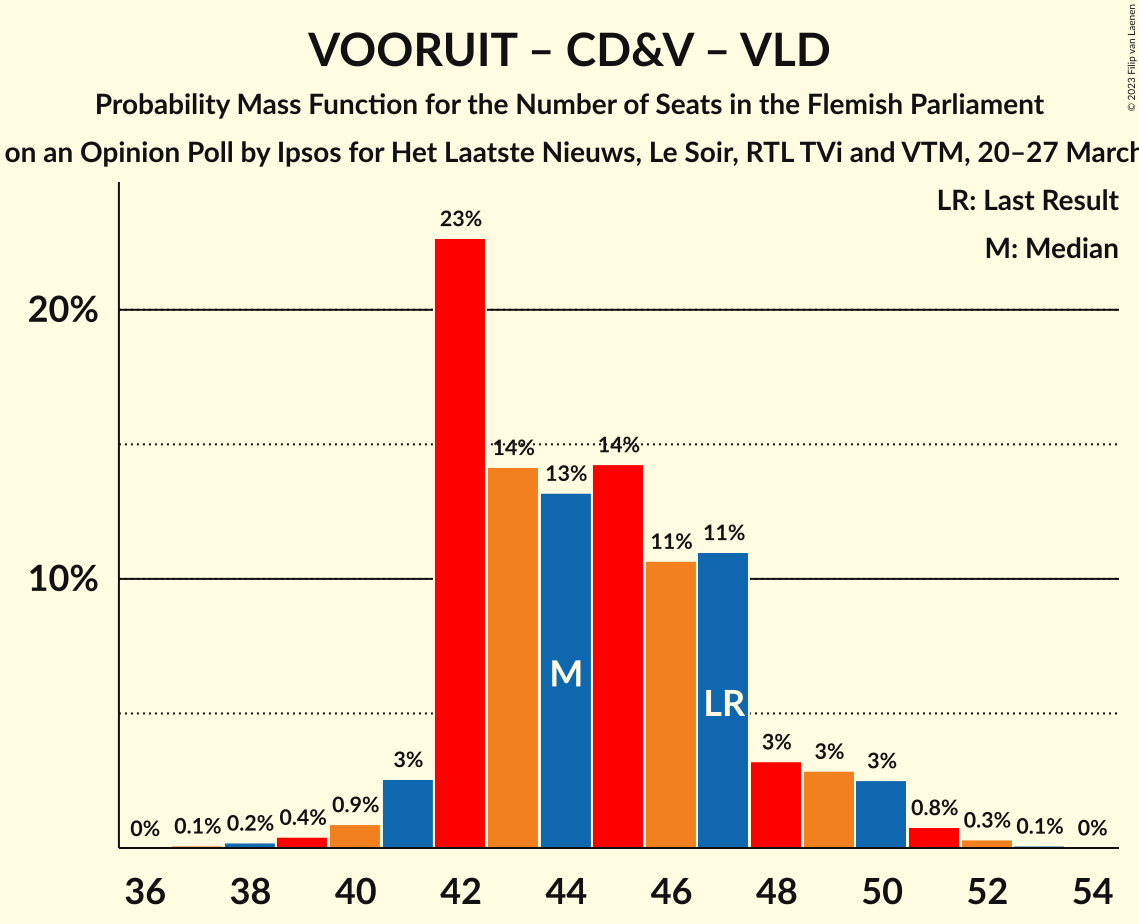 VOORUIT – CD&V – VLD
Probability Mass Function for the Number of Seats in the Flemish Parliament
on an Opinion Poll by Ipsos for Het Laatste Nieuws, Le Soir, RTL TVi and VTM, 20–27 March
© 2023 Filip van Laenen
LR: Last Result
M: Median
23%
20%
14% 14%
13%
11% 11%
10%
M
LR
3% 3% 3% 3%
0% 0.1% 0.2% 0.4% 0.9% 0.8% 0.3% 0.1% 0%
36 38 40 42 44 46 48 50 52 54